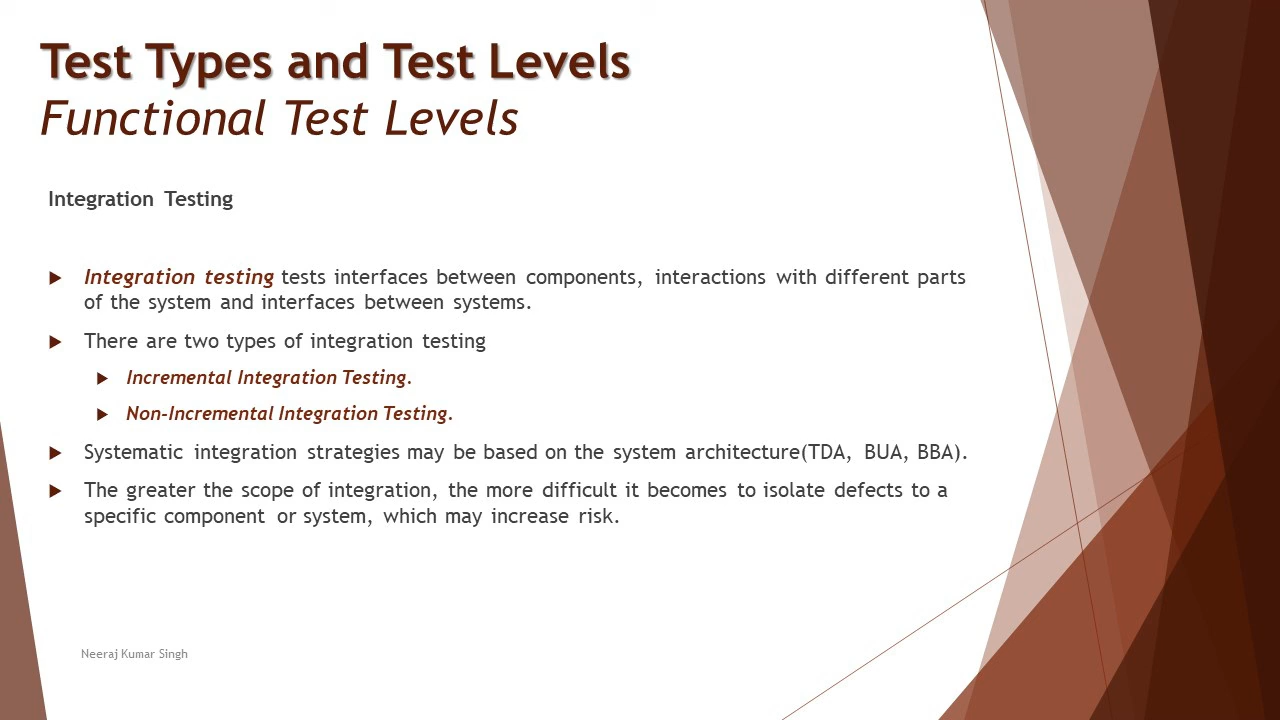 Test Types and Test Levels
Functional Test Levels
Integration Testing
Integration testing tests interfaces between components, interactions with different parts
of the system and interfaces between systems.
There are two types of integration testing
Incremental Integration Testing.
Non-Incremental Integration Testing.
Systematic integration strategies may be based on the system architecture(TDA, BUA, BBA).
The greater the scope of integration, the more difficult it becomes to isolate defects to a
specific component or system, which may increase risk.
Neeraj Kumar Singh